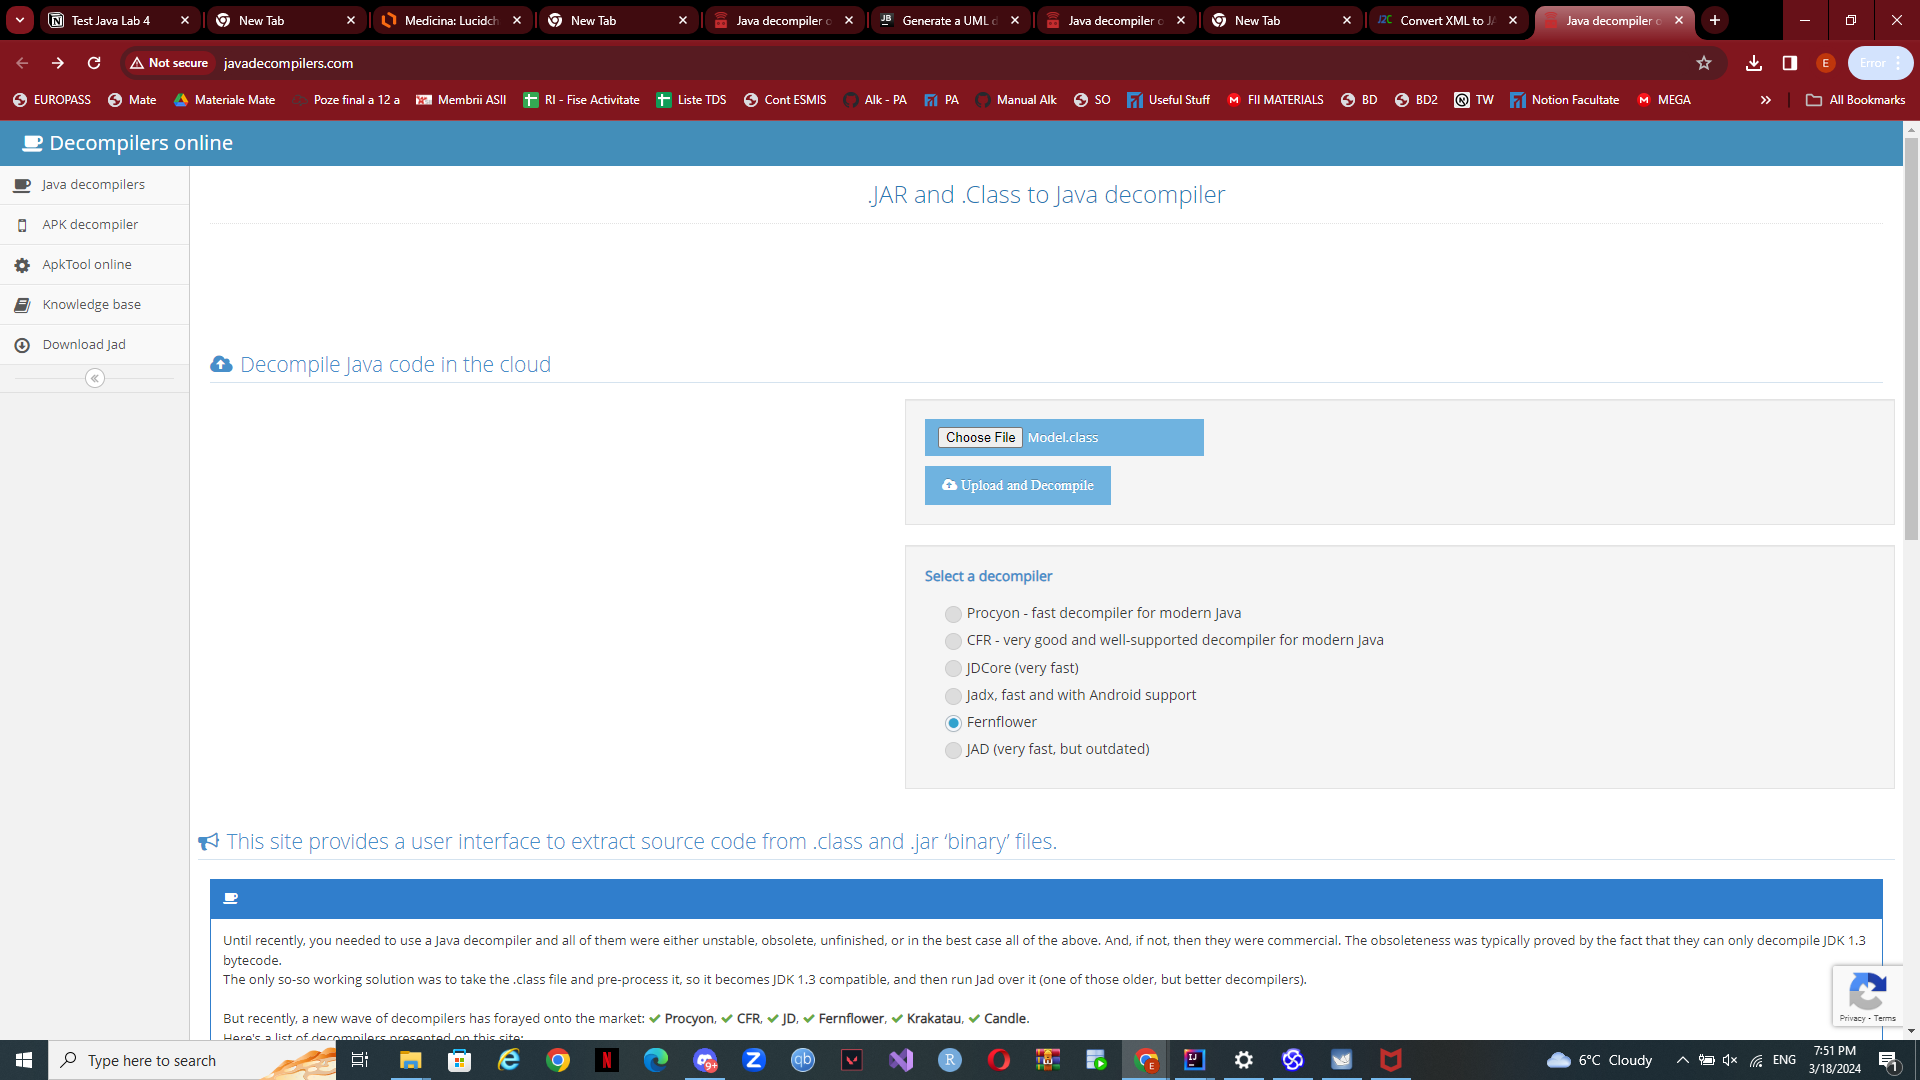 Test Java Lab 4
New Tab
Medicina: Lucidch
New Tab
Java decompiler o
Generate a UML d
Java decompiler o
New Tab
Convert XML to JA
Java decompiler o
Not secure
javadecompilers.com
E
Error
EUROPASS
Mate
Materiale Mate
Poze final a 12 a
Membrii ASII
RI - Fise Activitate
Liste TDS
Cont ESMIS
Alk - PA
PA
Manual Alk
SO
Useful Stuff
FII MATERIALS
BD
BD2
TW
Notion Facultate
MEGA
All Bookmarks
Decompilers online
Java decompilers
APK decompiler
ApkTool online
Knowledge base
Download Jad
.JAR and .Class to Java decompiler
Decompile Java code in the cloud
Choose File Model.class
Upload and Decompile
Select a decompiler
Procyon - fast decompiler for modern Java
CFR - very good and well-supported decompiler for modern Java
JDCore (very fast)
Jadx, fast and with Android support
Fernflower
JAD (very fast, but outdated)
This site provides a user interface to extract source code from .class and .jar ‘binary’ files.
Until recently, you needed to use a Java decompiler and all of them were either unstable, obsolete, unfinished, or in the best case all of the above. And, if not, then they were commercial. The obsoleteness was typically proved by the fact that they can only decompile JDK 1.3
bytecode.
The only so-so working solution was to take the .class file and pre-process it, so it becomes JDK 1.3 compatible, and then run Jad over it (one of those older, but better decompilers).
But recently, a new wave of decompilers has forayed onto the market: ✔ Procyon, ✔ CFR, ✔ JD, ✔ Fernflower, ✔ Krakatau, ✔ Candle.
Here's a list of decompilers presented on this site:
Privacy - Terms
Type here to search
6°C Cloudy
ENG
7:51 PM
3/18/2024